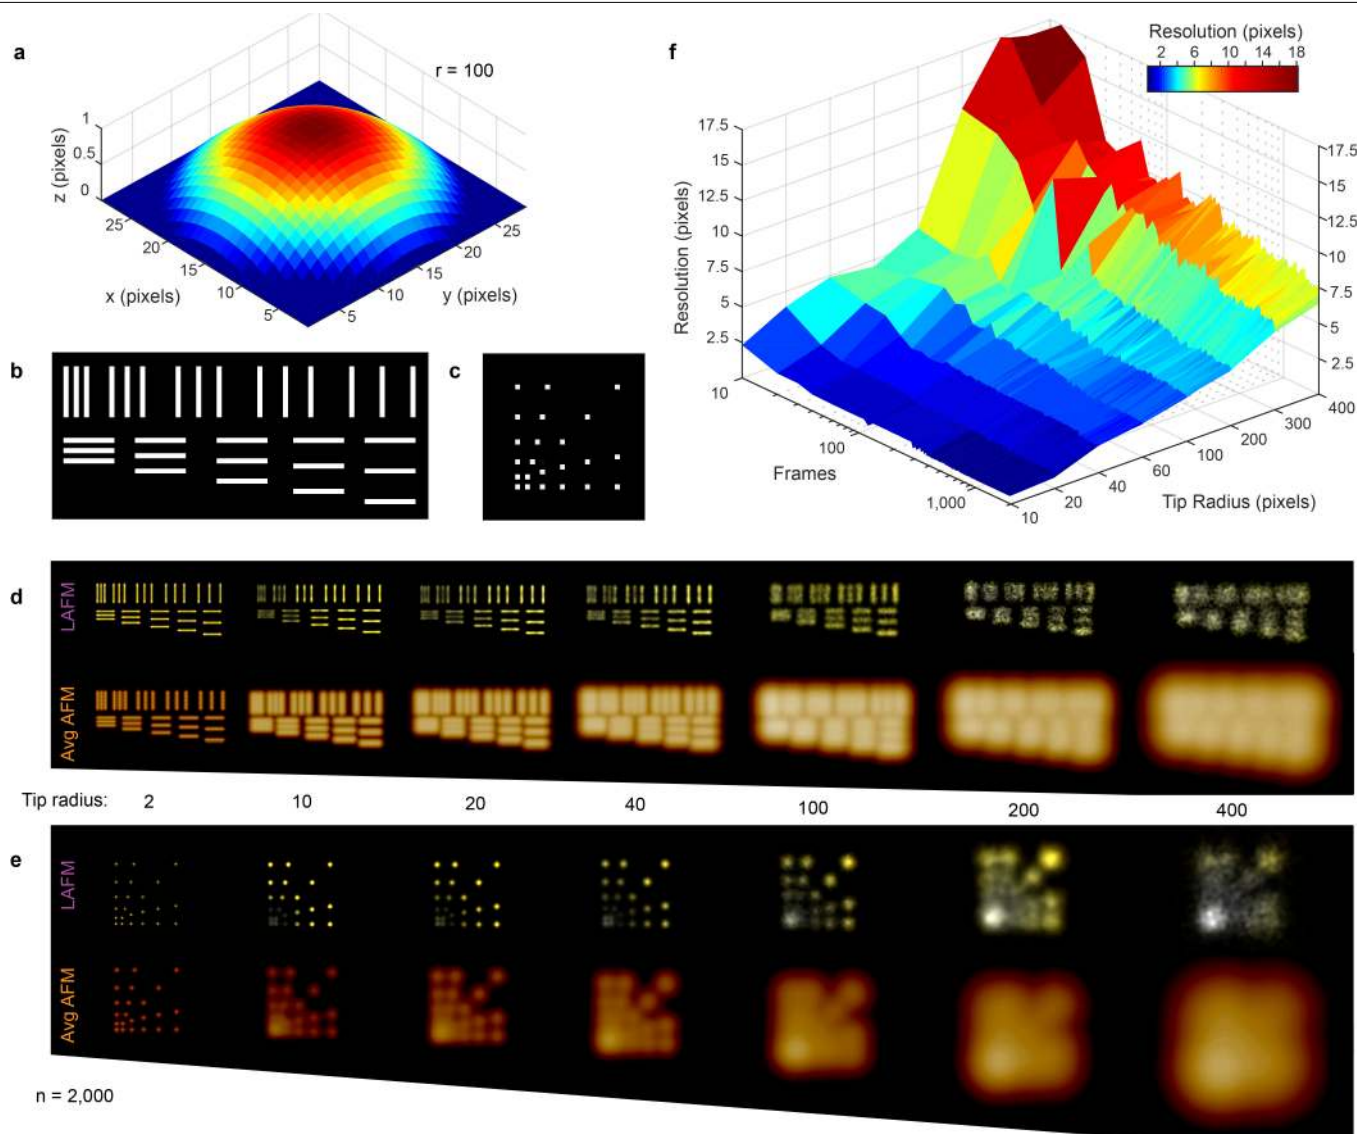 a
r = 100
z (pixels)
1
0.5
0
25
20
15
10
5
x (pixels)
25
20
15
10
5
y (pixels)
b
c
f
Resolution (pixels)
2 6 10 14 18
Resolution (pixels)
17.5
15
12.5
10
7.5
5
2.5
17.5
15
12.5
10
7.5
5
2.5
10
100
1,000
Frames
10
20
40
60
100
200
300
400
Tip Radius (pixels)
d
LAFM
Avg AFM
Tip radius: 2 10 20 40 100 200 400
e
LAFM
Avg AFM
n = 2,000